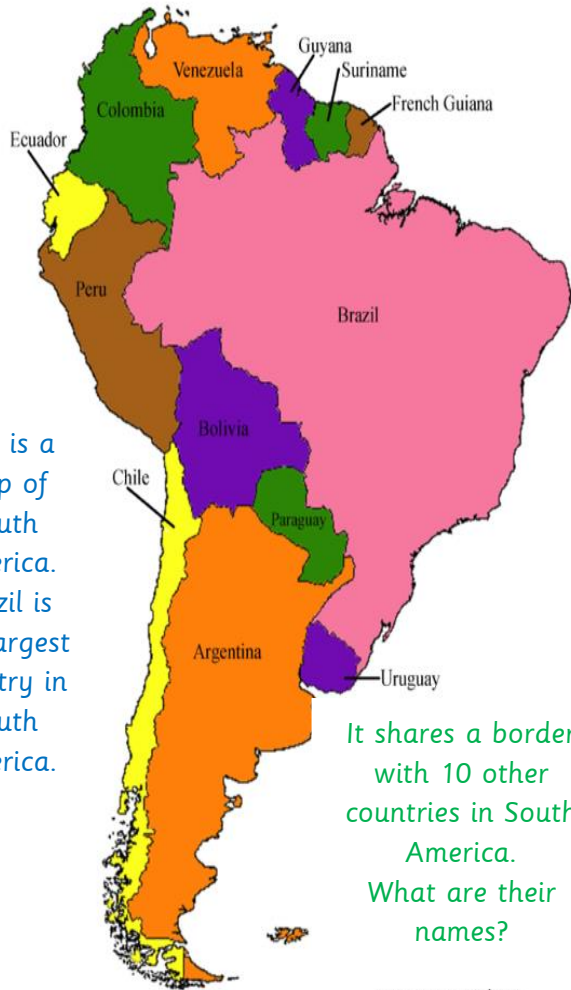 Guyana
Venezuela
Suriname
Colombia
French Guiana
Ecuador
Peru
Brazil
Bolivia
Chile
Paraguay
Argentina
Uruguay
is a
p of
uth
erica.
zil is
argest
try in
uth
erica.
It shares a border
with 10 other
countries in South
America.
What are their
names?